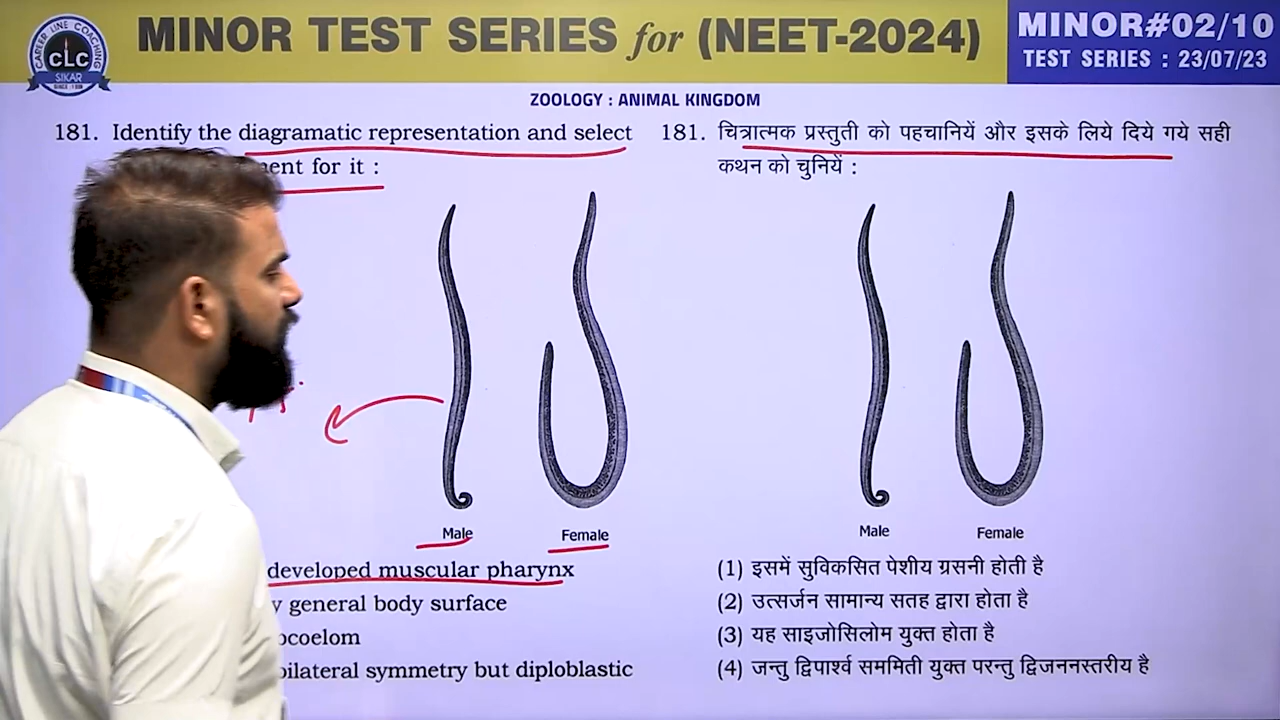 MINOR TEST SERIES for (NEET-2024)
MINOR#02/10
TEST SERIES : 23/07/23
CAREER LINE COACHING
CLC
SIKAR
ZOOLOGY : ANIMAL KINGDOM
181. Identify the diagramatic representation and select
ent for it :
Male
Female
developed muscular pharynx
y general body surface
ocoelom
bilateral symmetry but diploblastic
181. चित्रात्मक प्रस्तुती को पहचानियें और इसके लिये दिये गये सही
कथन को चुनियें :
Male
Female
(1) इसमें सुविकसित पेशीय ग्रसनी होती है
(2) उत्सर्जन सामान्य सतह द्वारा होता है
(3) यह साइजोसिलोम युक्त होता है
(4) जन्तु द्विपार्श्व सममिती युक्त परन्तु द्विजननस्तरीय है